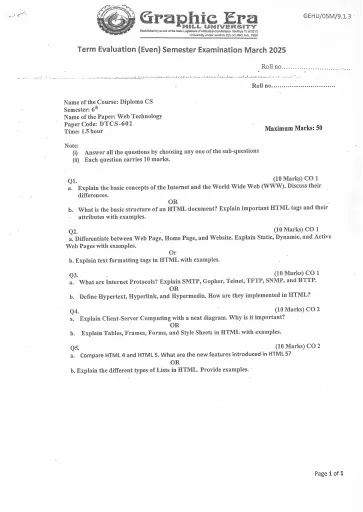 GEHU/05M/9.1.3
Graphic Era
HILL UNIVERSITY
Term Evaluation (Even) Semester Examination March 2025
Roll no
Roll no
Name of the Course: Diploma CS
Semester: 6th
Name of the Paper: Web Technology
Paper Code: DTCS-602
Time: 1.5 hour
Maximum Marks: 50
Note:
(i) Answer all the questions by choosing any one of the sub-questions
(ii) Each question carries 10 marks.
Q1. (10 Marks) CO 1
a. Explain the basic concepts of the Internet and the World Wide Web (WWW). Discuss their
differences.
OR
b. What is the basic structure of an HTML document? Explain important HTML tags and their
attributes with examples.
Q2. (10 Marks) CO 1
a. Differentiate between Web Page, Home Page, and Website. Explain Static, Dynamic, and Active
Web Pages with examples.
Or
b. Explain text formatting tags in HTML with examples.
Q3. (10 Marks) CO 1
a. What are Internet Protocols? Explain SMTP, Gopher, Telnet, TFTP, SNMP, and HTTP.
OR
b. Define Hypertext, Hyperlink, and Hypermedia. How are they implemented in HTML?
Q4. (10 Marks) CO 2
a. Explain Client-Server Computing with a neat diagram. Why is it important?
OR
b. Explain Tables, Frames, Forms, and Style Sheets in HTML with examples.
Q5. (10 Marks) CO 2
a. Compare HTML 4 and HTML 5. What are the new features introduced in HTML 5?
OR
b. Explain the different types of Lists in HTML. Provide examples.
Page 1 of 1